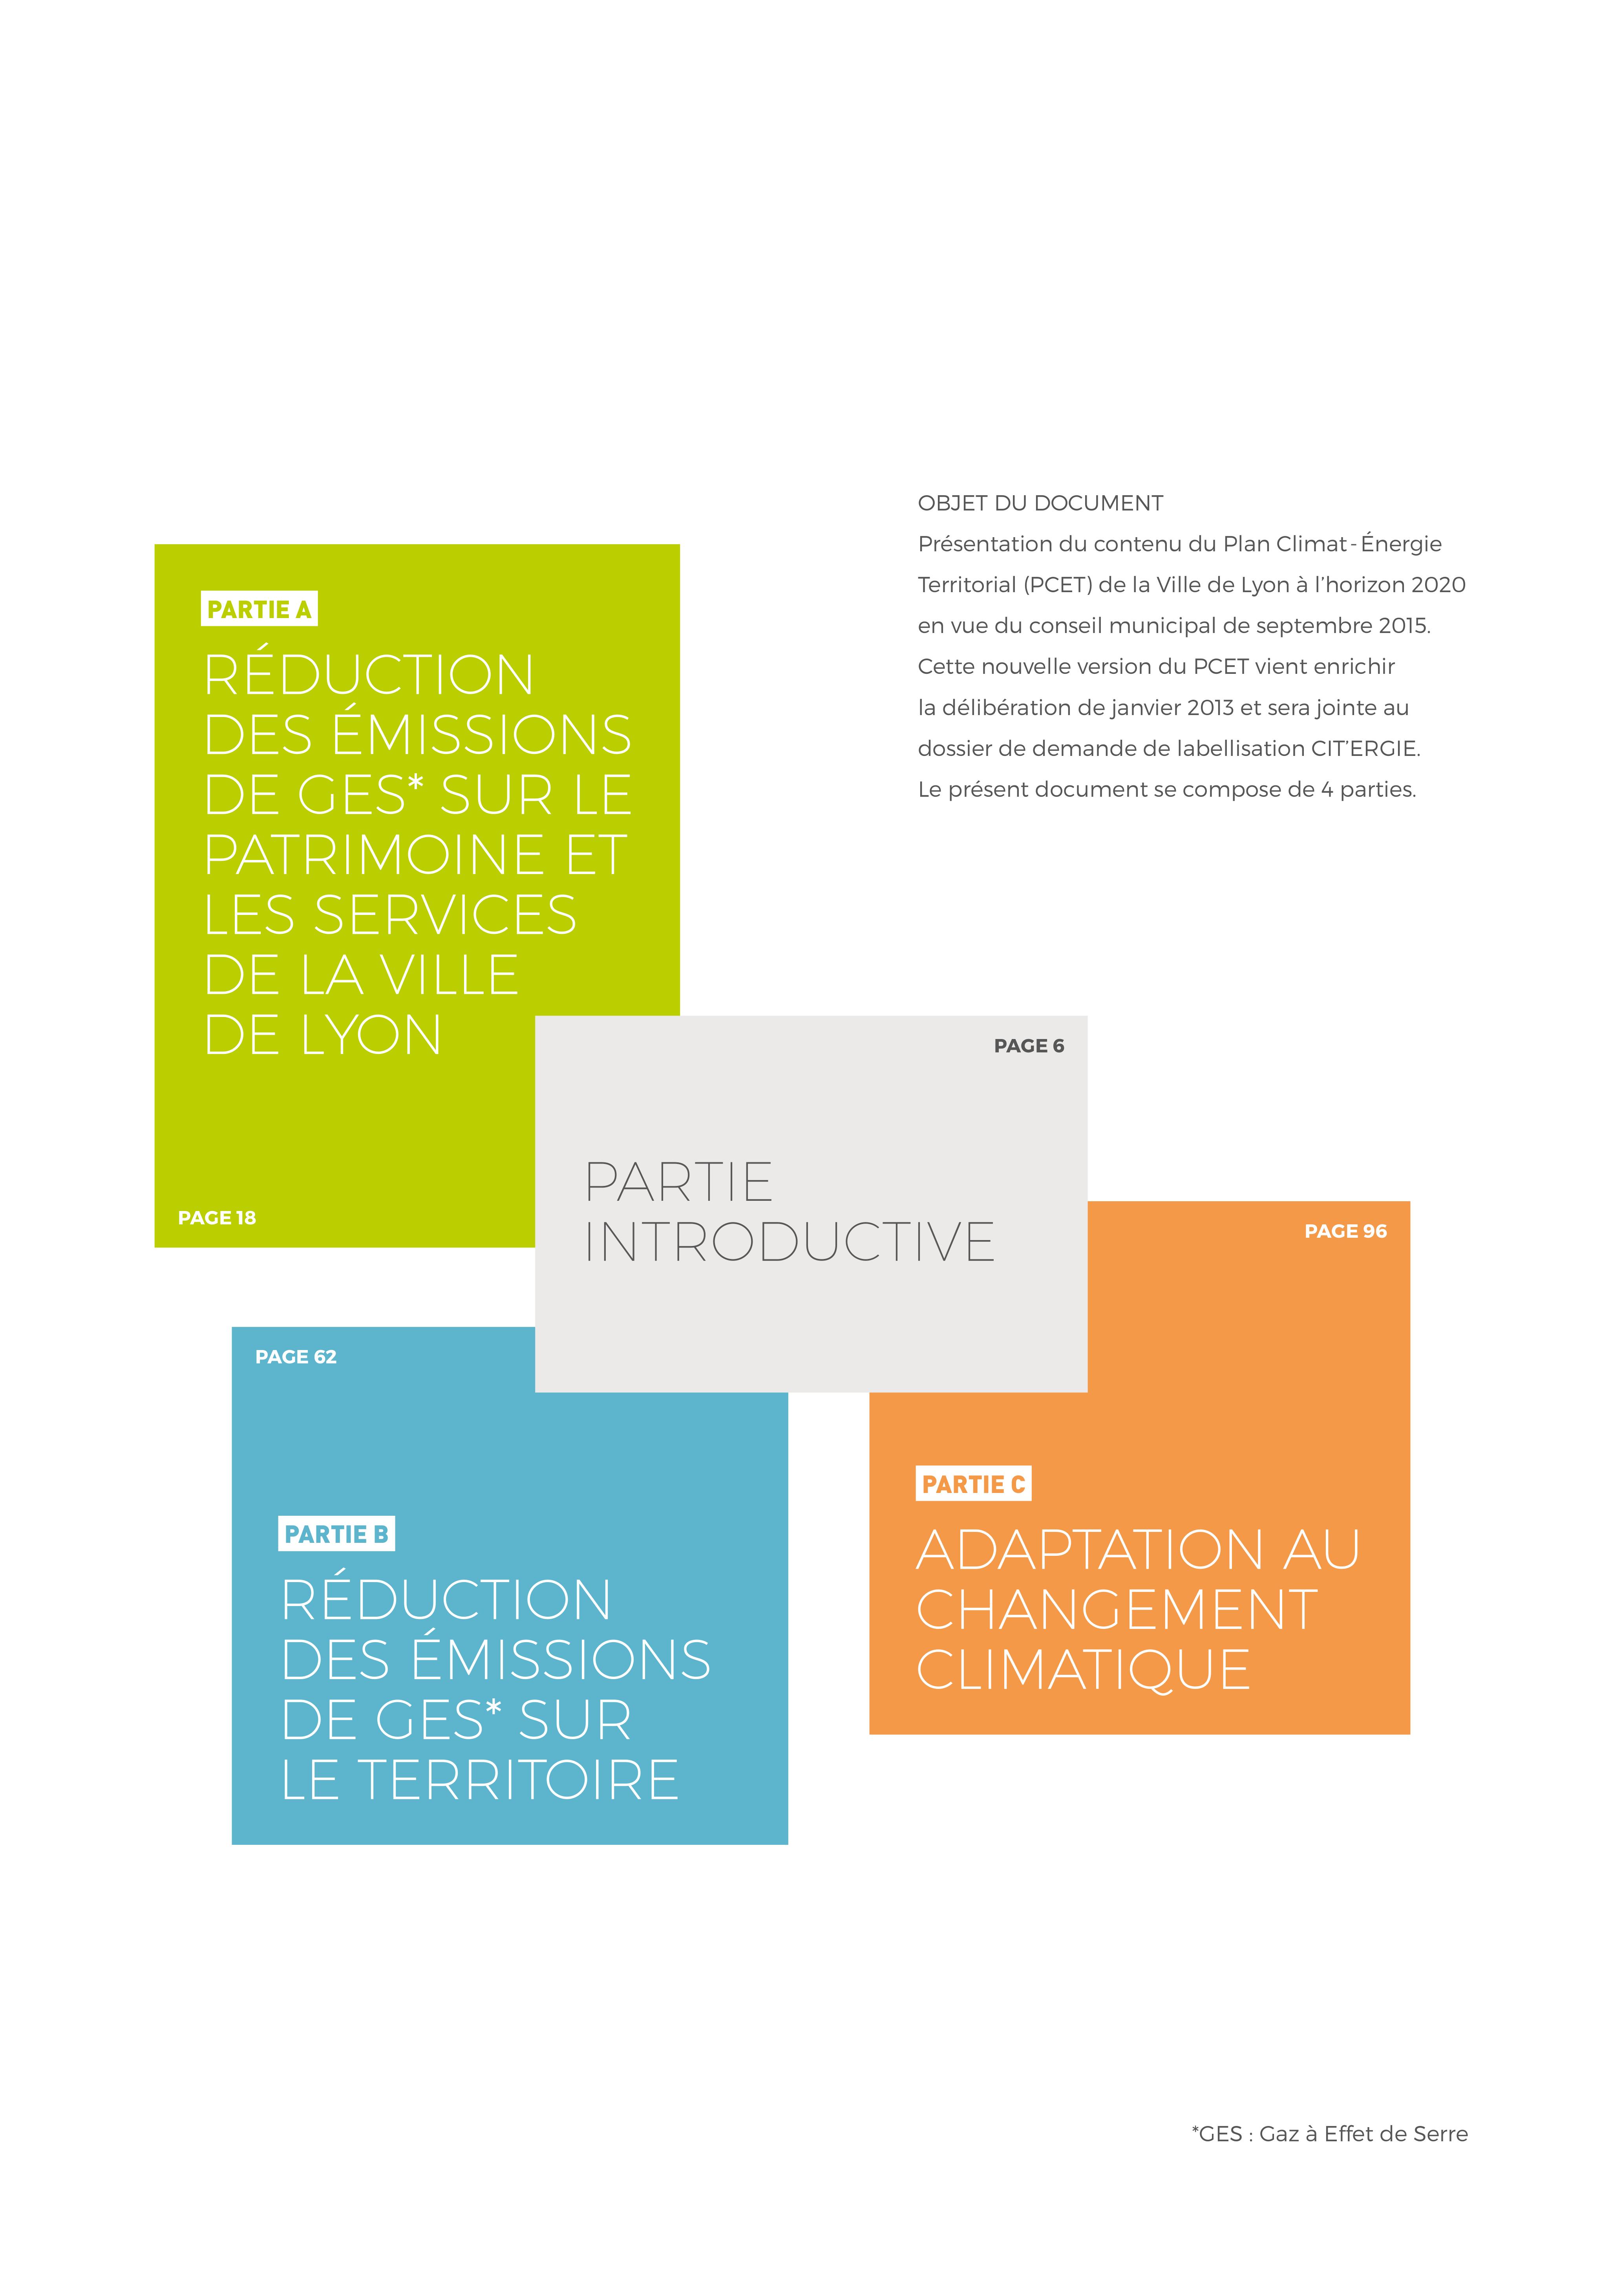 OBJET DU DOCUMENT
Présentation du contenu du Plan Climat-Énergie
Territorial (PCET) de la Ville de Lyon à l’horizon 2020
en vue du conseil municipal de septembre 2015.
Cette nouvelle version du PCET vient enrichir
la délibération de janvier 2013 et sera jointe au
dossier de demande de labellisation CIT’ERGIE.
Le présent document se compose de 4 parties.
PARTIE A
RÉDUCTION
DES ÉMISSIONS
DE GES* SUR LE
PATRIMOINE ET
LES SERVICES
DE LA VILLE
DE LYON
PAGE 18
PAGE 6
PARTIE
INTRODUCTIVE
PAGE 62
PARTIE B
RÉDUCTION
DES ÉMISSIONS
DE GES* SUR
LE TERRITOIRE
PAGE 96
PARTIE C
ADAPTATION AU
CHANGEMENT
CLIMATIQUE
*GES : Gaz à Effet de Serre